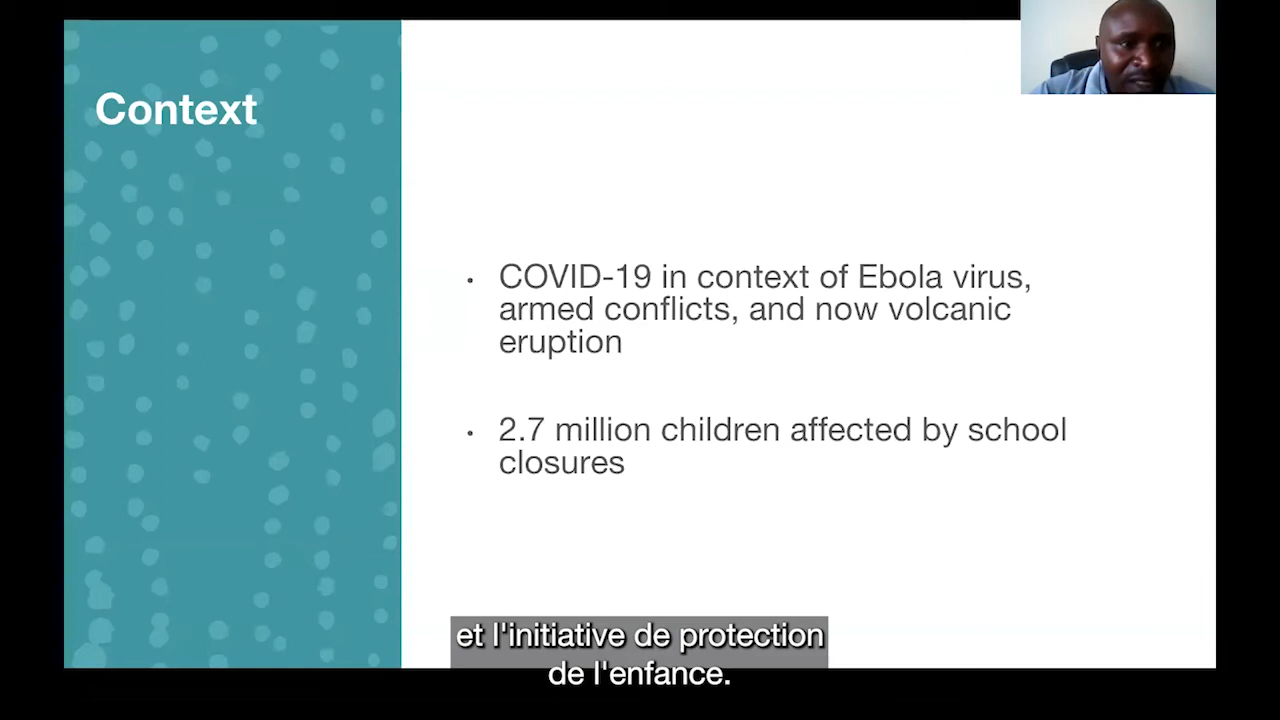 Context
• COVID-19 in context of Ebola virus,
armed conflicts, and now volcanic
eruption
• 2.7 million children affected by school
closures
et l'initiative de protection
de l'enfance.